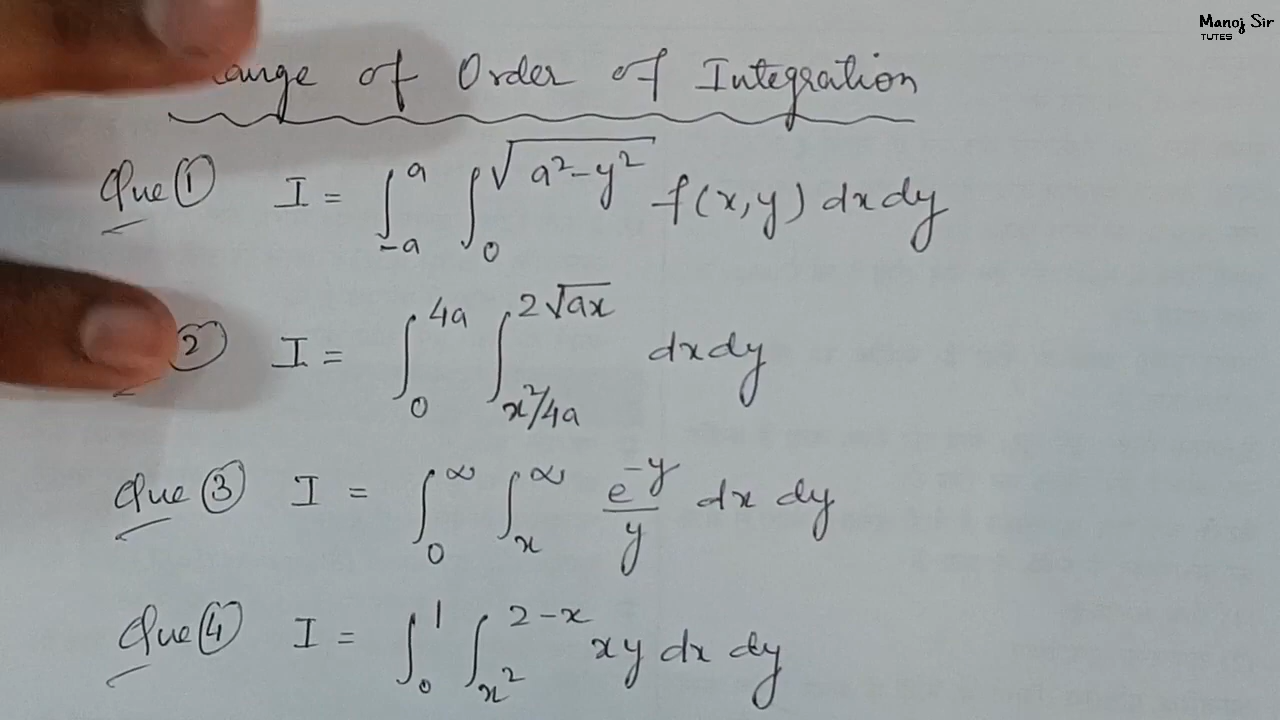 Manoj Sir
TUTES
ange of Order of Integration
Que ① I = ∫_{-a}^{a} ∫_{0}^{√(a²-y²)} f(x,y) dx dy
② I = ∫_{0}^{4a} ∫_{x²/4a}^{2√ax} dx dy
Que ③ I = ∫_{0}^{∞} ∫_{x}^{∞} e^{-y}/y dx dy
Que ④ I = ∫_{0}^{1} ∫_{x²}^{2-x} xy dx dy